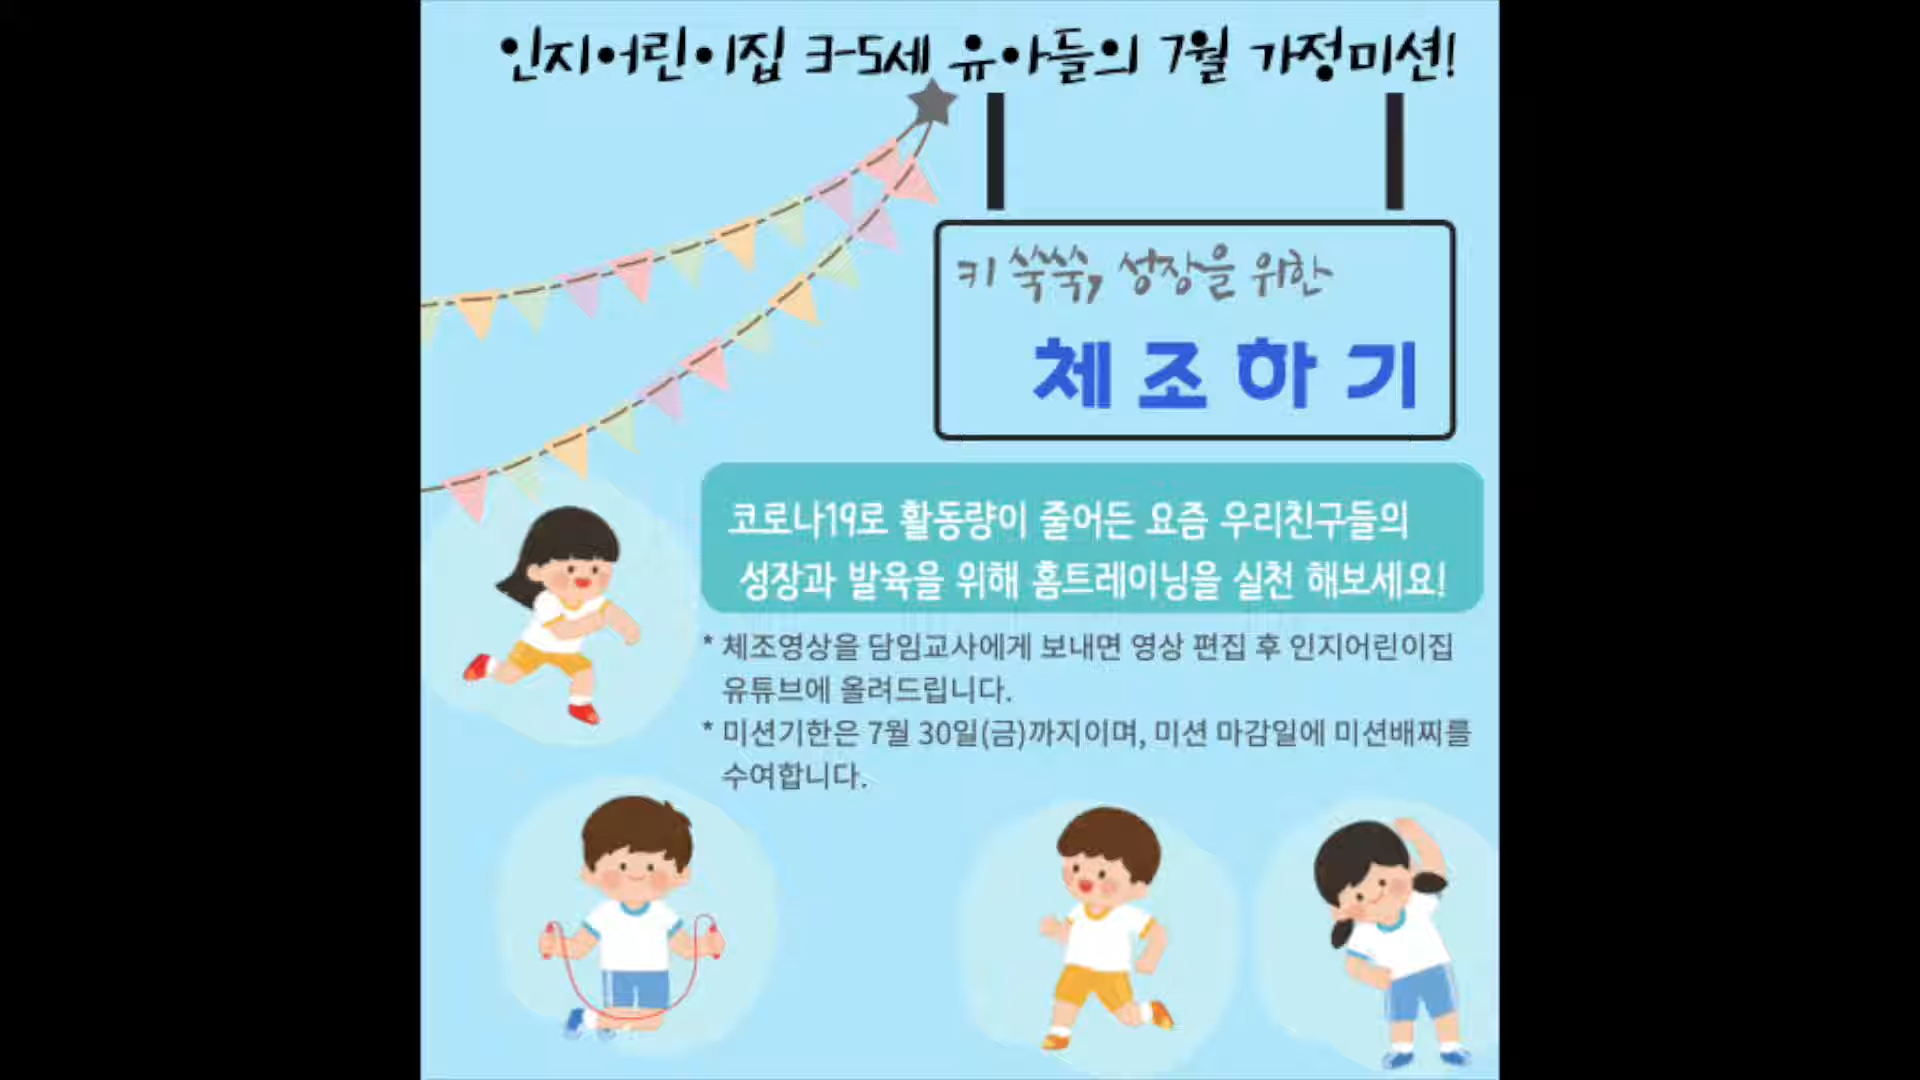 인지어린이집 3-5세 유아들의 7월 가정미션!
키 쑥쑥, 성장을 위한
체조하기
코로나19로 활동량이 줄어든 요즘 우리친구들의
성장과 발육을 위해 홈트레이닝을 실천 해보세요!
* 체조영상을 담임교사에게 보내면 영상 편집 후 인지어린이집
유튜브에 올려드립니다.
* 미션기한은 7월 30일(금)까지이며, 미션 마감일에 미션배찌를
수여합니다.